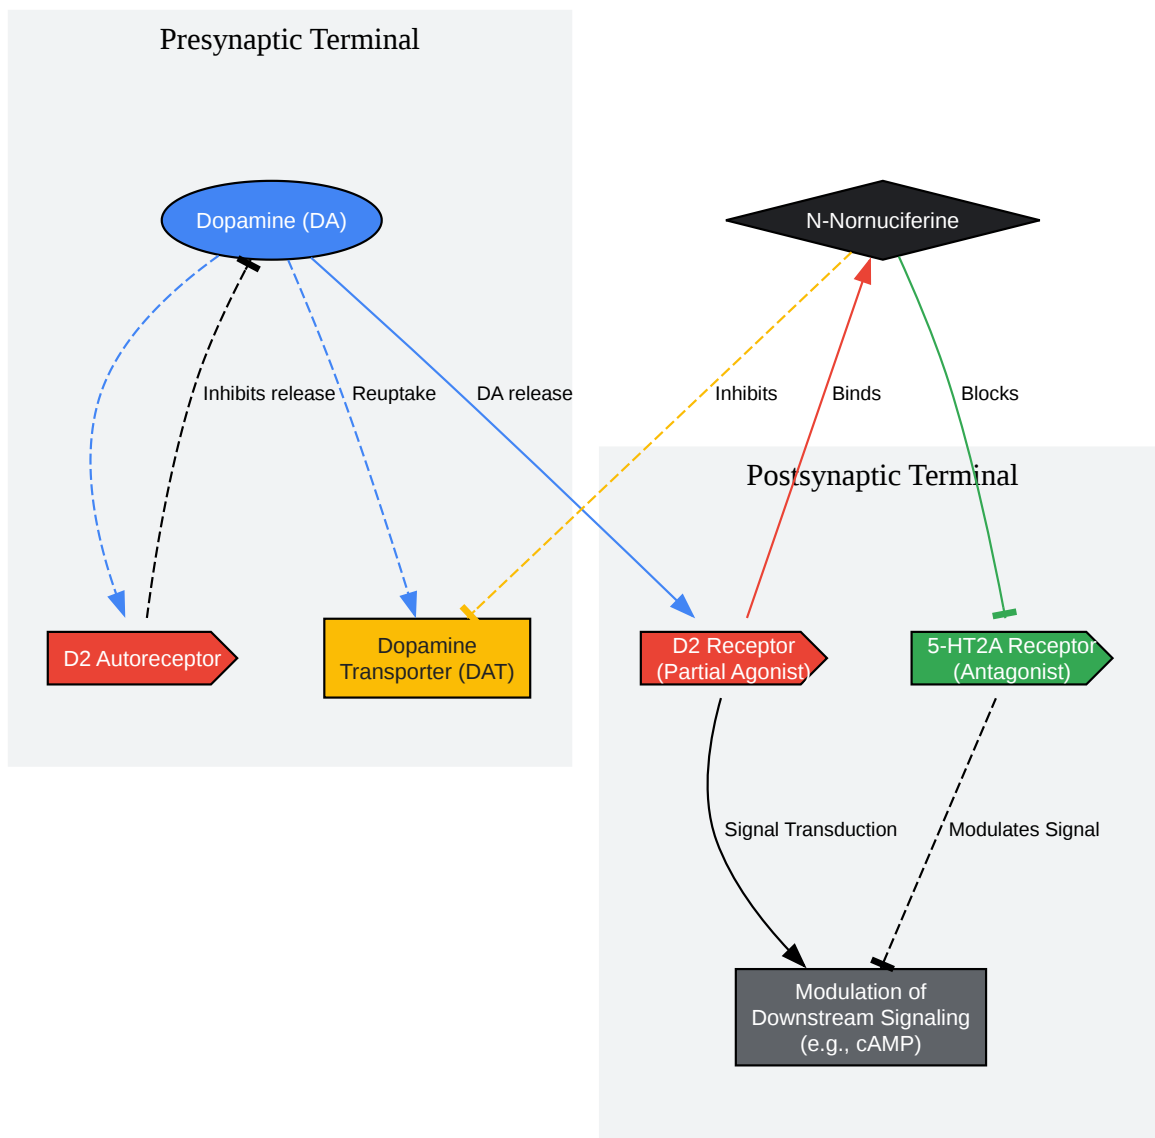 Presynaptic Terminal
Dopamine (DA)
N-Nornuciferine
Inhibits release
Reuptake
DA release
Inhibits
Binds
Blocks
Postsynaptic Terminal
D2 Autoreceptor
Dopamine
Transporter (DAT)
D2 Receptor
(Partial Agonist)
5-HT2A Receptor
(Antagonist)
Signal Transduction
Modulates Signal
Modulation of
Downstream Signaling
(e.g., cAMP)